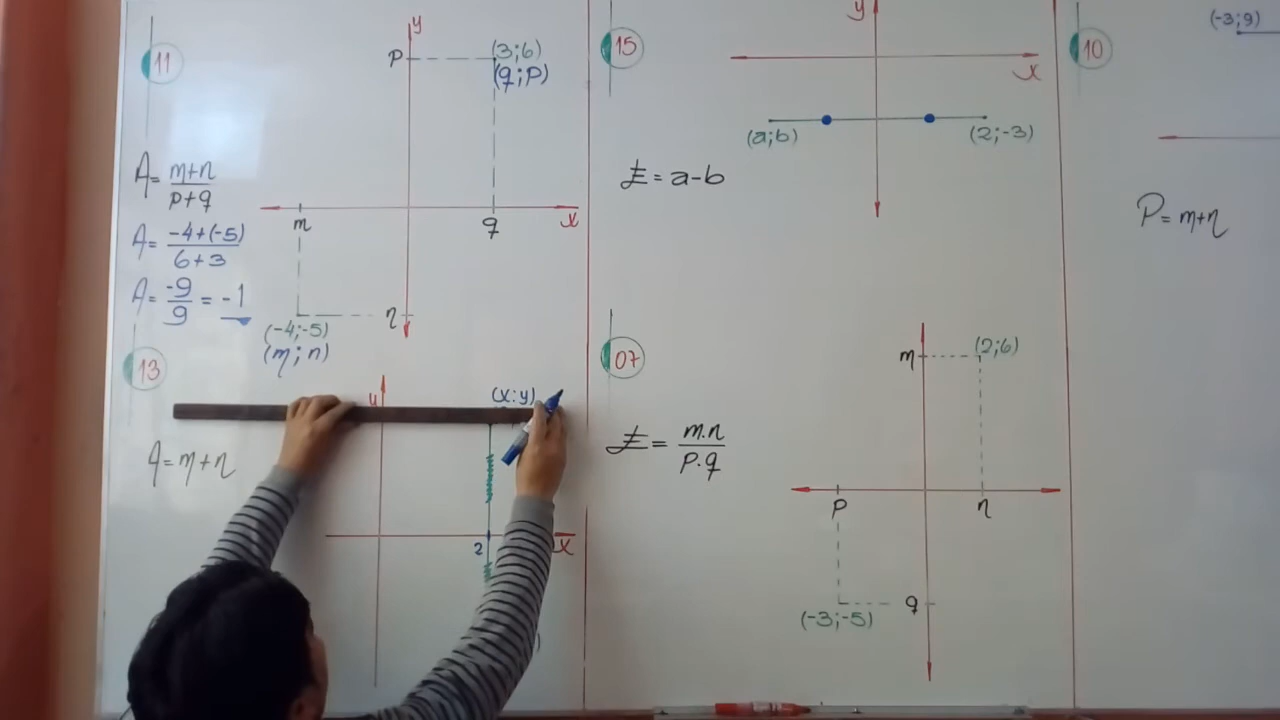 11
y
p
(3;6)
(q;p)
A = m+n / p+q
A = -4+(-5) / 6+3
A = -9 / 9 = -1
m
q
x
n
(-4;-5)
(m;n)
13
y
(x:y)
A = m+n
2
x
15
y
x
(a;b)
(2;-3)
E = a-b
07
m
(2;6)
E = m.n / p.q
p
n
q
(-3;-5)
10
(-3;9)
P = m+n